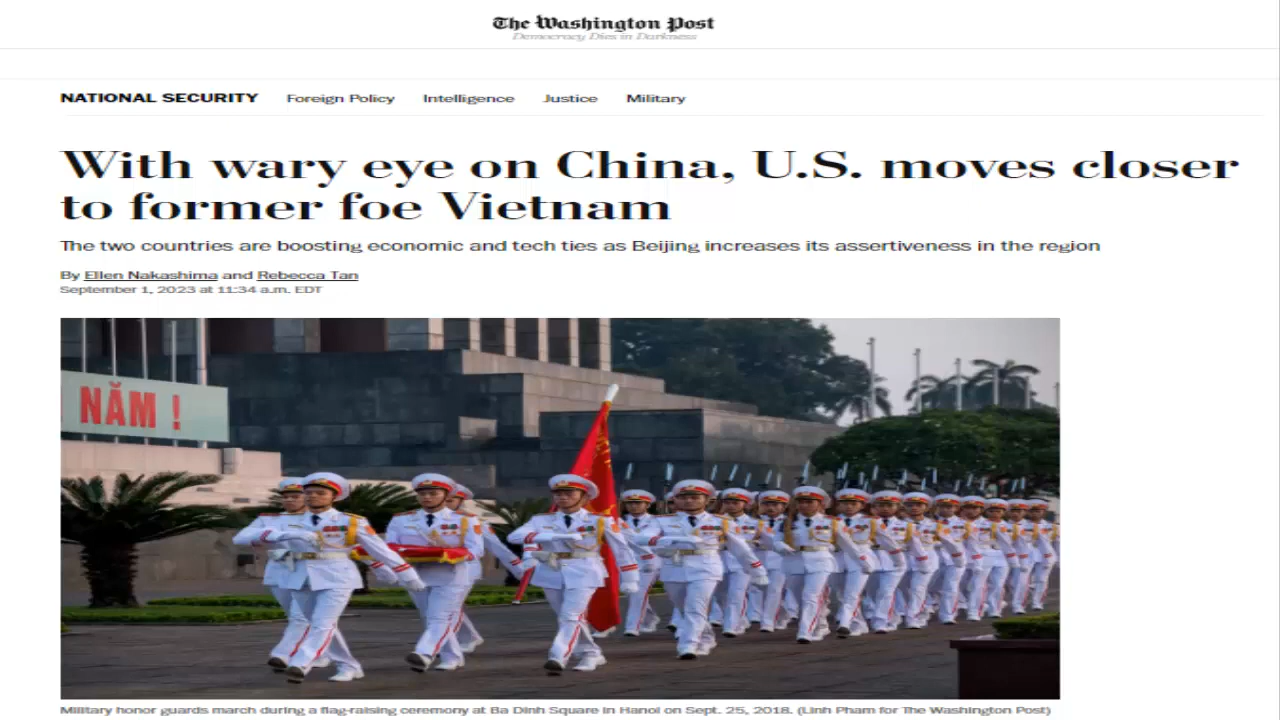 The Washington Post
Democracy Dies in Darkness
NATIONAL SECURITY Foreign Policy Intelligence Justice Military
With wary eye on China, U.S. moves closer
to former foe Vietnam
The two countries are boosting economic and tech ties as Beijing increases its assertiveness in the region
By Ellen Nakashima and Rebecca Tan
September 1, 2023 at 11:34 a.m. EDT
NĂM !
Military honor guards march during a flag-raising ceremony at Ba Dinh Square in Hanoi on Sept. 25, 2018. (Linh Pham for The Washington Post)